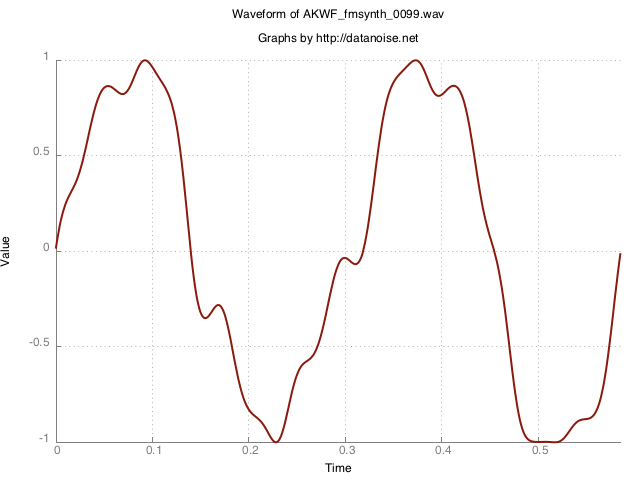 Waveform of AKWF_fmsynth_0099.wav
Graphs by http://datanoise.net
1
0.5
0
-0.5
-1
Value
0 0.1 0.2 0.3 0.4 0.5
Time